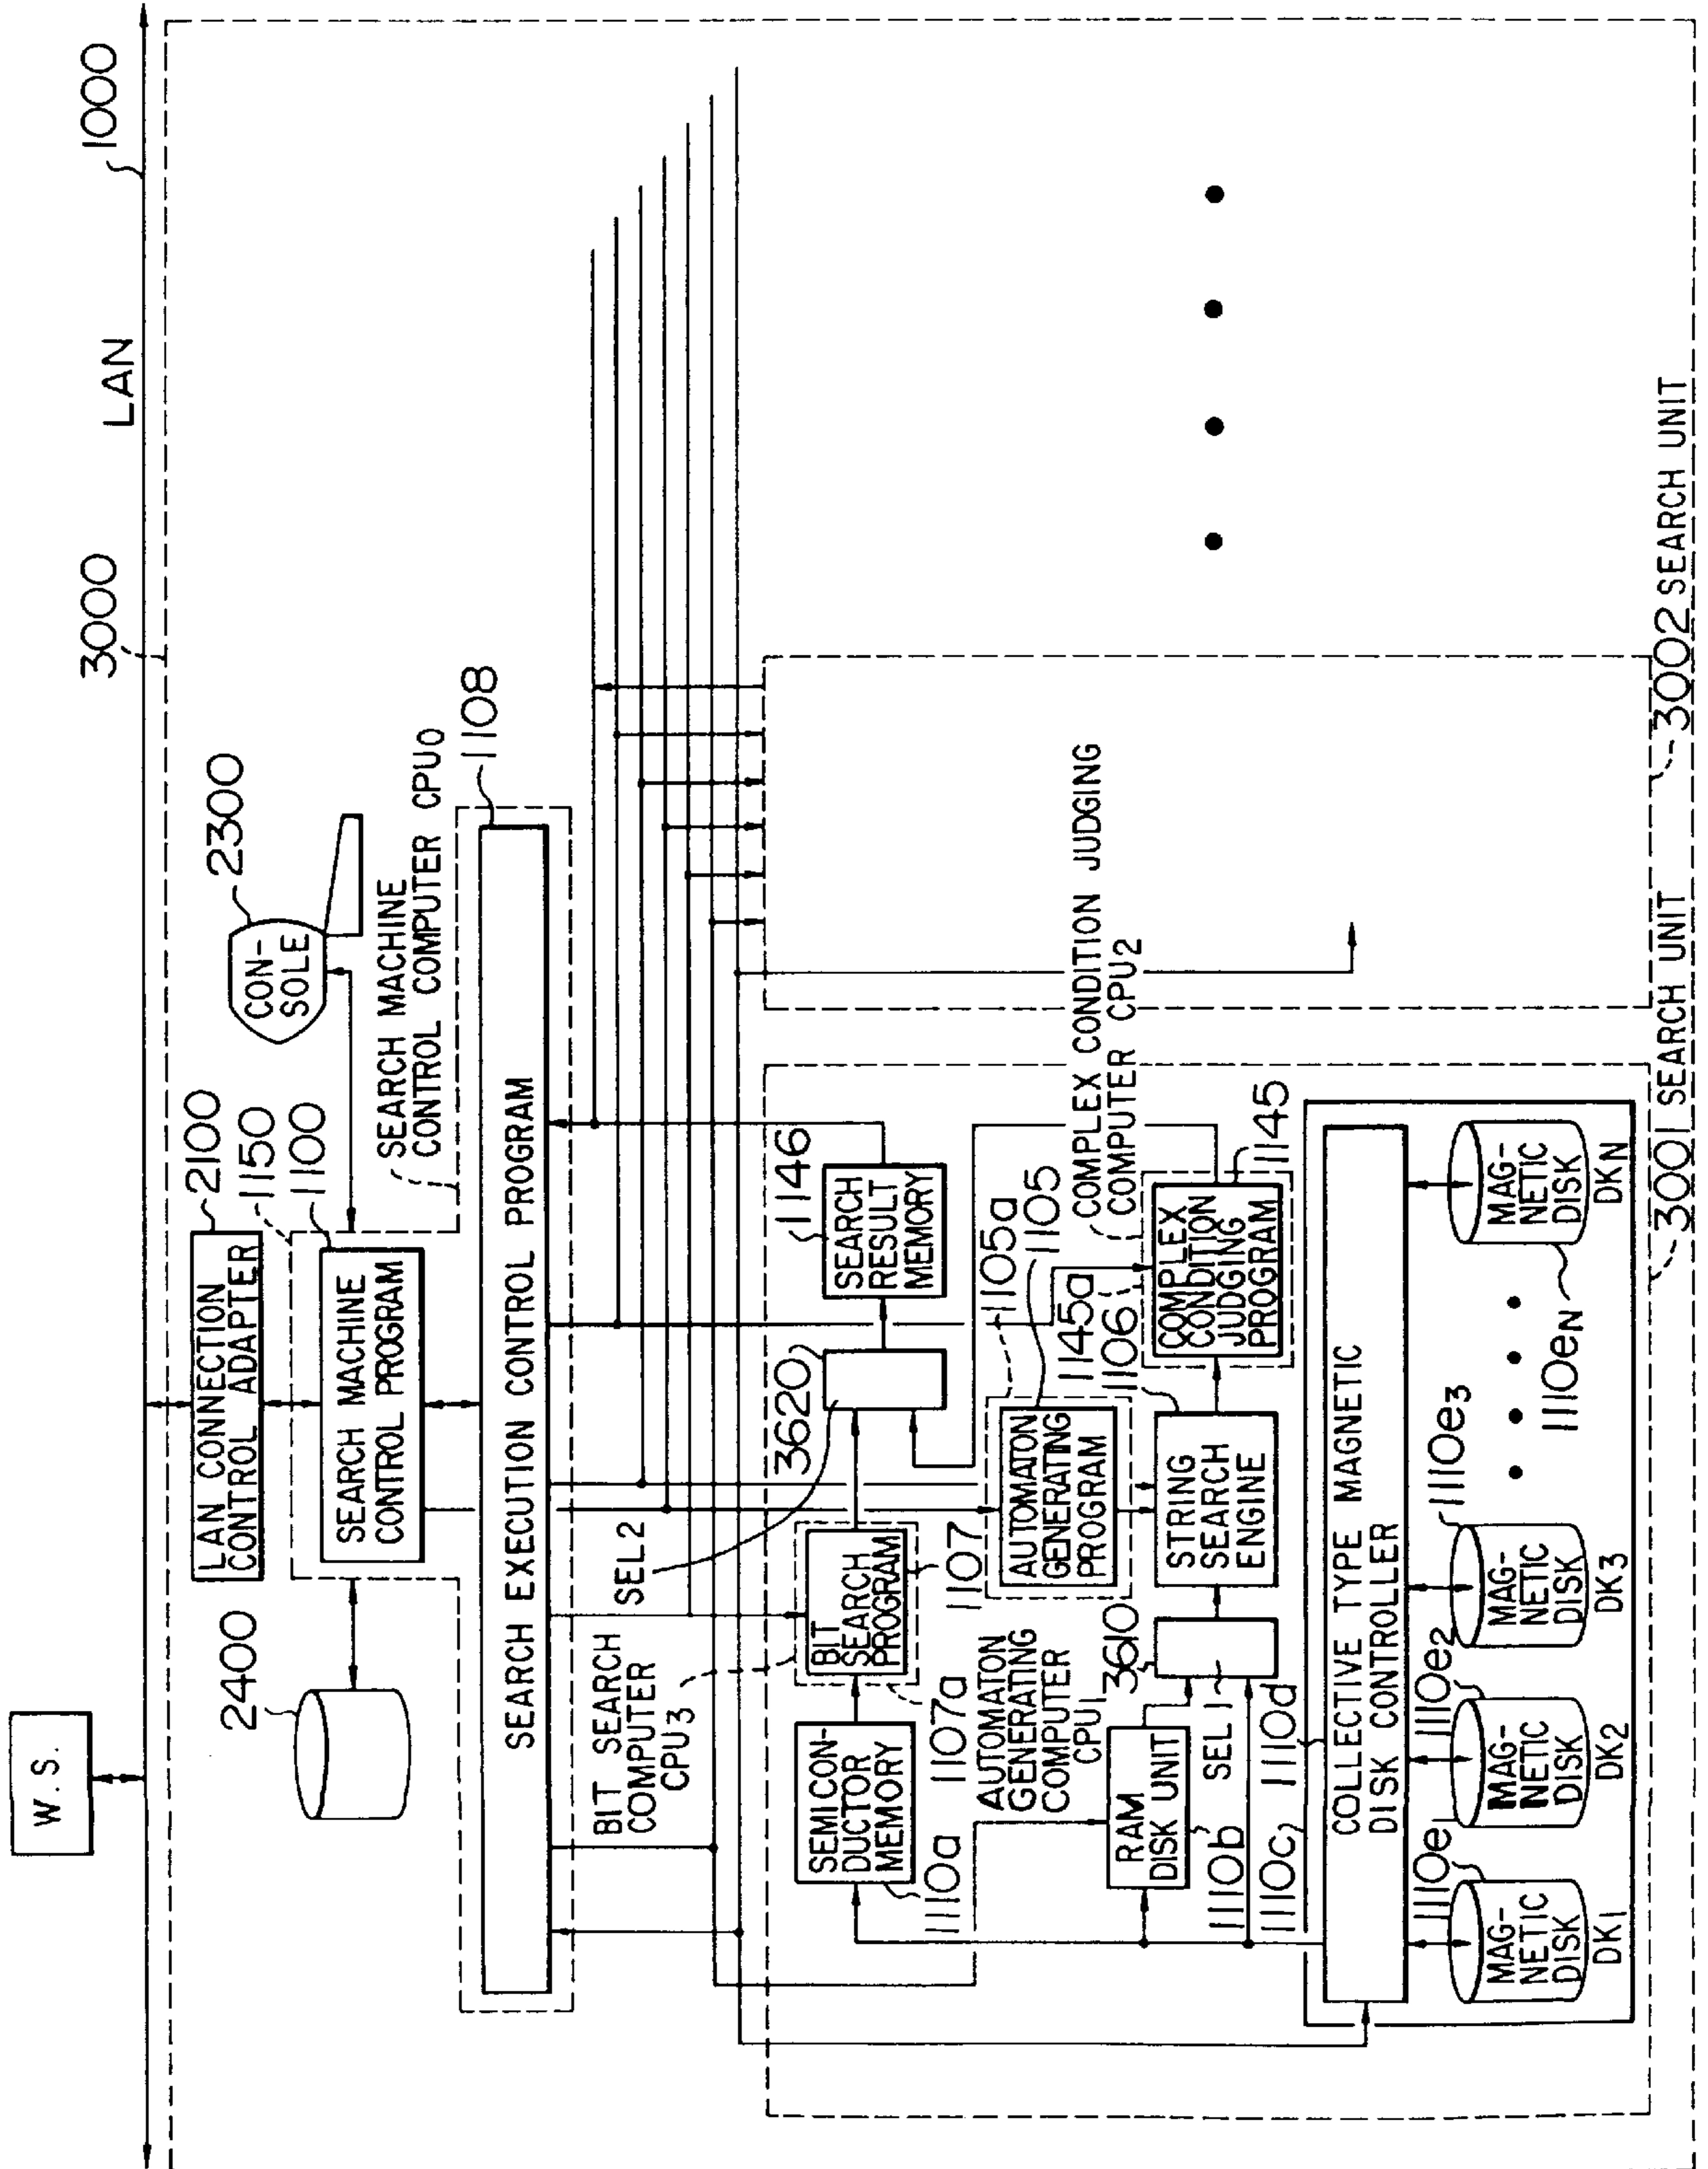 W. S.
LAN
1000
3000
2400
LAN CONNECTION
CONTROL ADAPTER
2100
1150
1100
SEARCH MACHINE
CONTROL PROGRAM
CON-
SOLE
2300
SEARCH MACHINE
CONTROL COMPUTER CPU0
1108
SEARCH EXECUTION CONTROL PROGRAM
BIT SEARCH
COMPUTER
CPU3
SEL2
3620
1146
SEMICON-
DUCTOR
MEMORY
1110a
BIT
SEARCH
PROGRAM
1107
1107a
SEARCH
RESULT
MEMORY
AUTOMATON
GENERATING
COMPUTER
CPU1
3610
AUTOMATON
GENERATING
PROGRAM
1105a
1105
1145a
1106
COMPLEX CONDITION JUDGING
COMPUTER CPU2
RAM
DISK UNIT
1110b
SEL 1
STRING
SEARCH
ENGINE
COMPLEX
CONDITION
JUDGING
PROGRAM
1145
1110c
1110d
COLLECTIVE TYPE MAGNETIC
DISK CONTROLLER
1110e1
1110e2
1110e3
1110eN
MAG-
NETIC
DISK
DK1
MAG-
NETIC
DISK
DK2
MAG-
NETIC
DISK
DK3
MAG-
NETIC
DISK
DKN
3001 SEARCH UNIT
3002 SEARCH UNIT